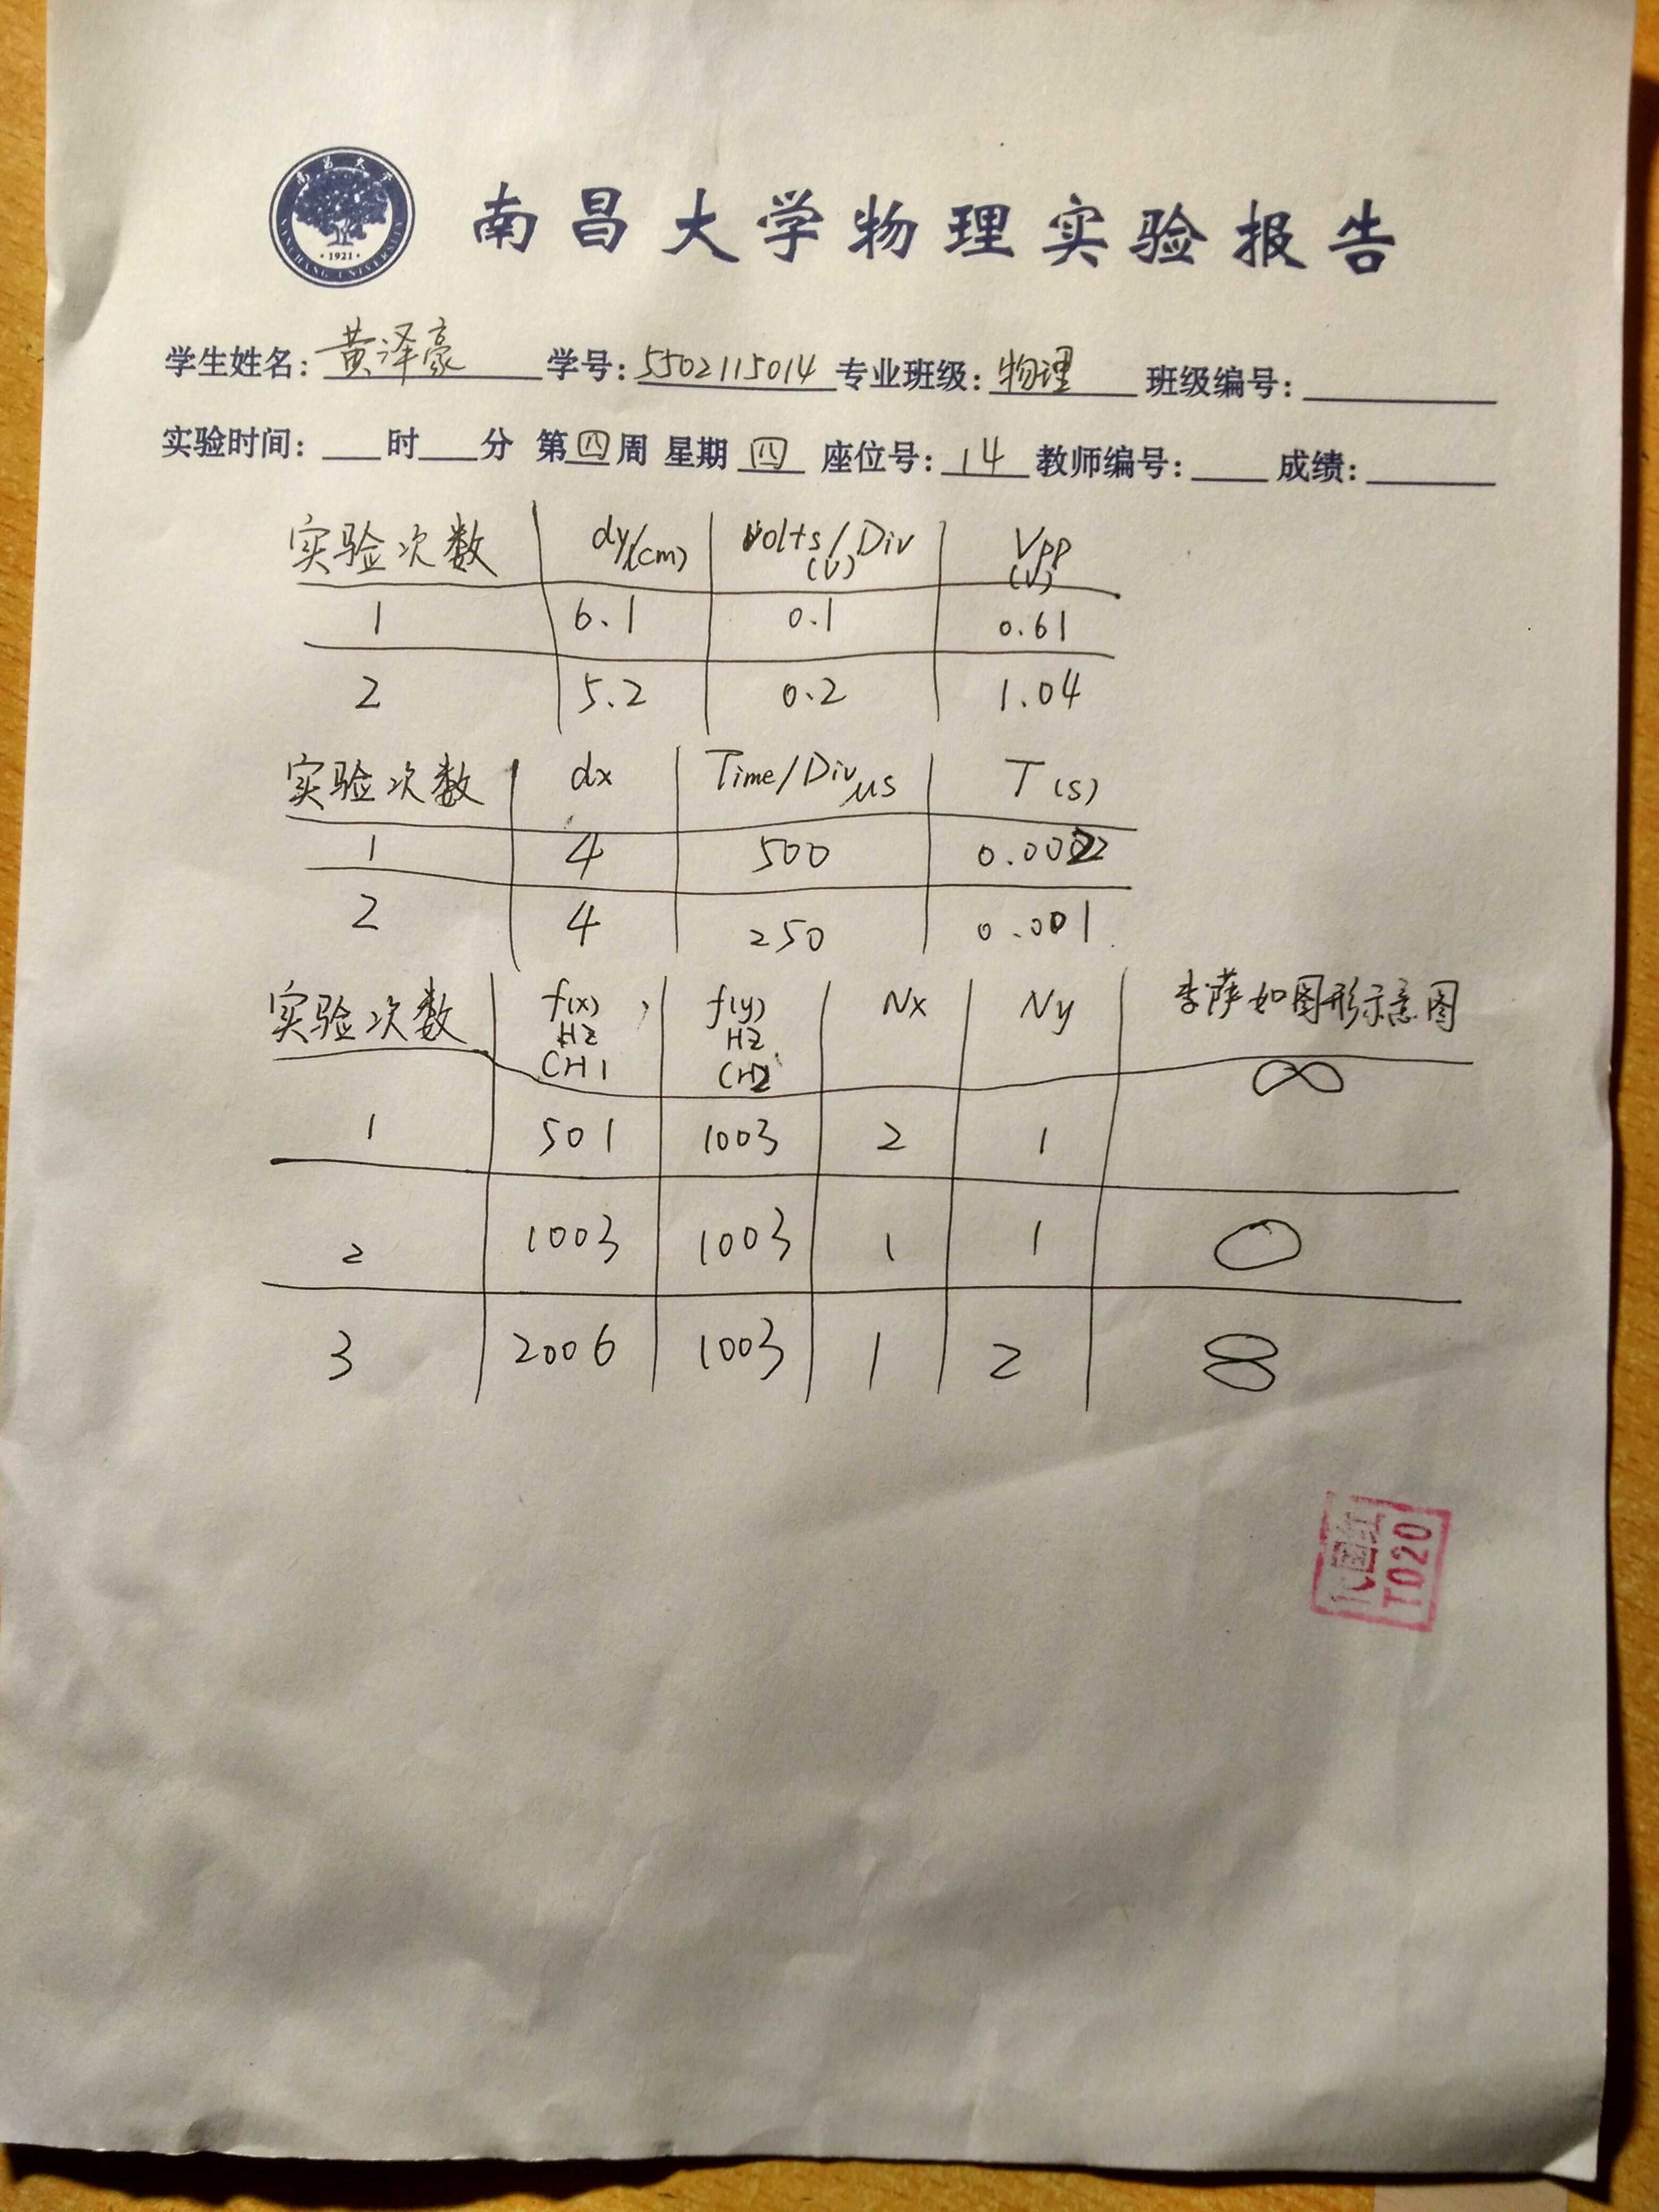 南昌大学
NANCHANG UNIVERSITY
·1921·
南昌大学物理实验报告
学生姓名: 黄泽豪 学号: 5502115014 专业班级: 物理 班级编号:
实验时间: 时 分 第四周 星期四 座位号: 14 教师编号: 成绩:
实验次数 dy/(cm) Volts/Div (V) Vpp (V)
1 6.1 0.1 0.61
2 5.2 0.2 1.04
实验次数 dx Time/Div μs T(s)
1 4 500 0.002
2 4 250 0.001
实验次数 f(x) HZ CH1 f(y) HZ CH2 Nx Ny 李萨如图形示意图
1 501 1003 2 1
2 1003 1003 1 1
3 2006 1003 1 2
T020